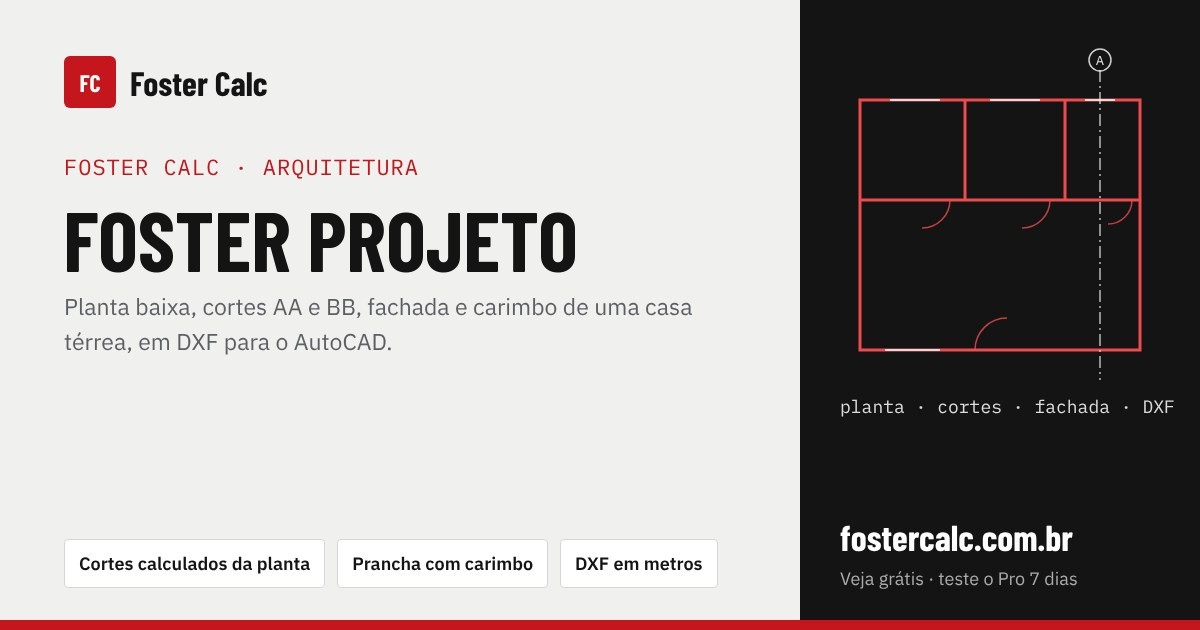 FC
Foster Calc
FOSTER CALC · ARQUITETURA
FOSTER PROJETO
Planta baixa, cortes AA e BB, fachada e carimbo de uma casa
térrea, em DXF para o AutoCAD.
Cortes calculados da planta
Prancha com carimbo
DXF em metros
A
planta · cortes · fachada · DXF
fostercalc.com.br
Veja grátis · teste o Pro 7 dias